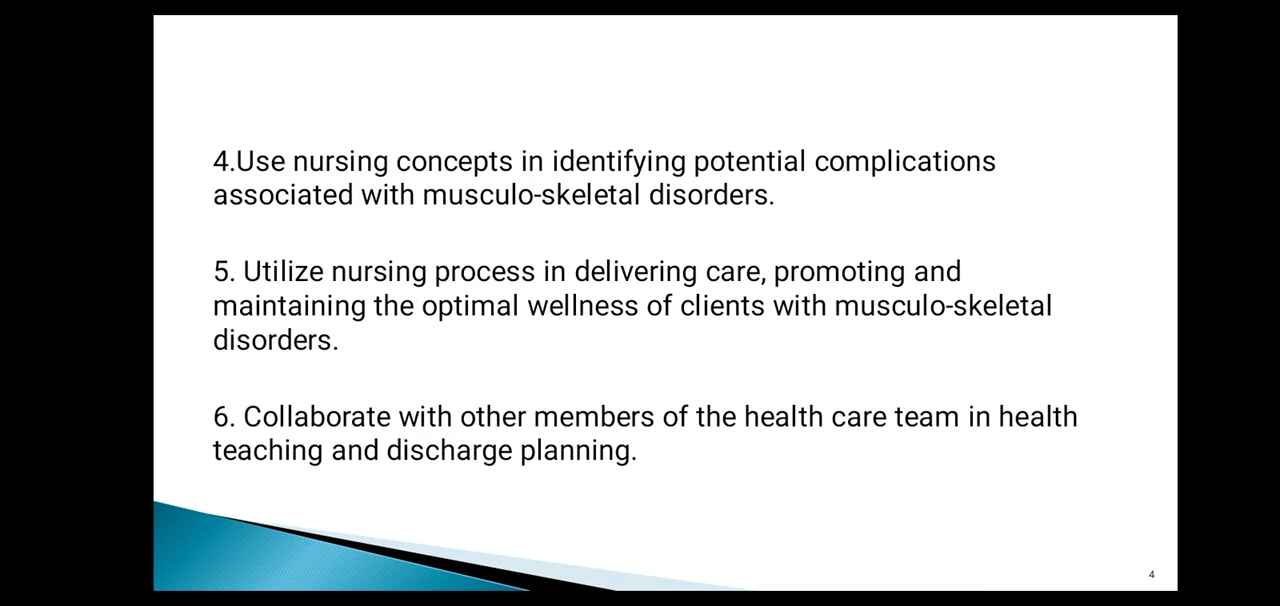 4.Use nursing concepts in identifying potential complications
associated with musculo-skeletal disorders.
5. Utilize nursing process in delivering care, promoting and
maintaining the optimal wellness of clients with musculo-skeletal
disorders.
6. Collaborate with other members of the health care team in health
teaching and discharge planning.
4